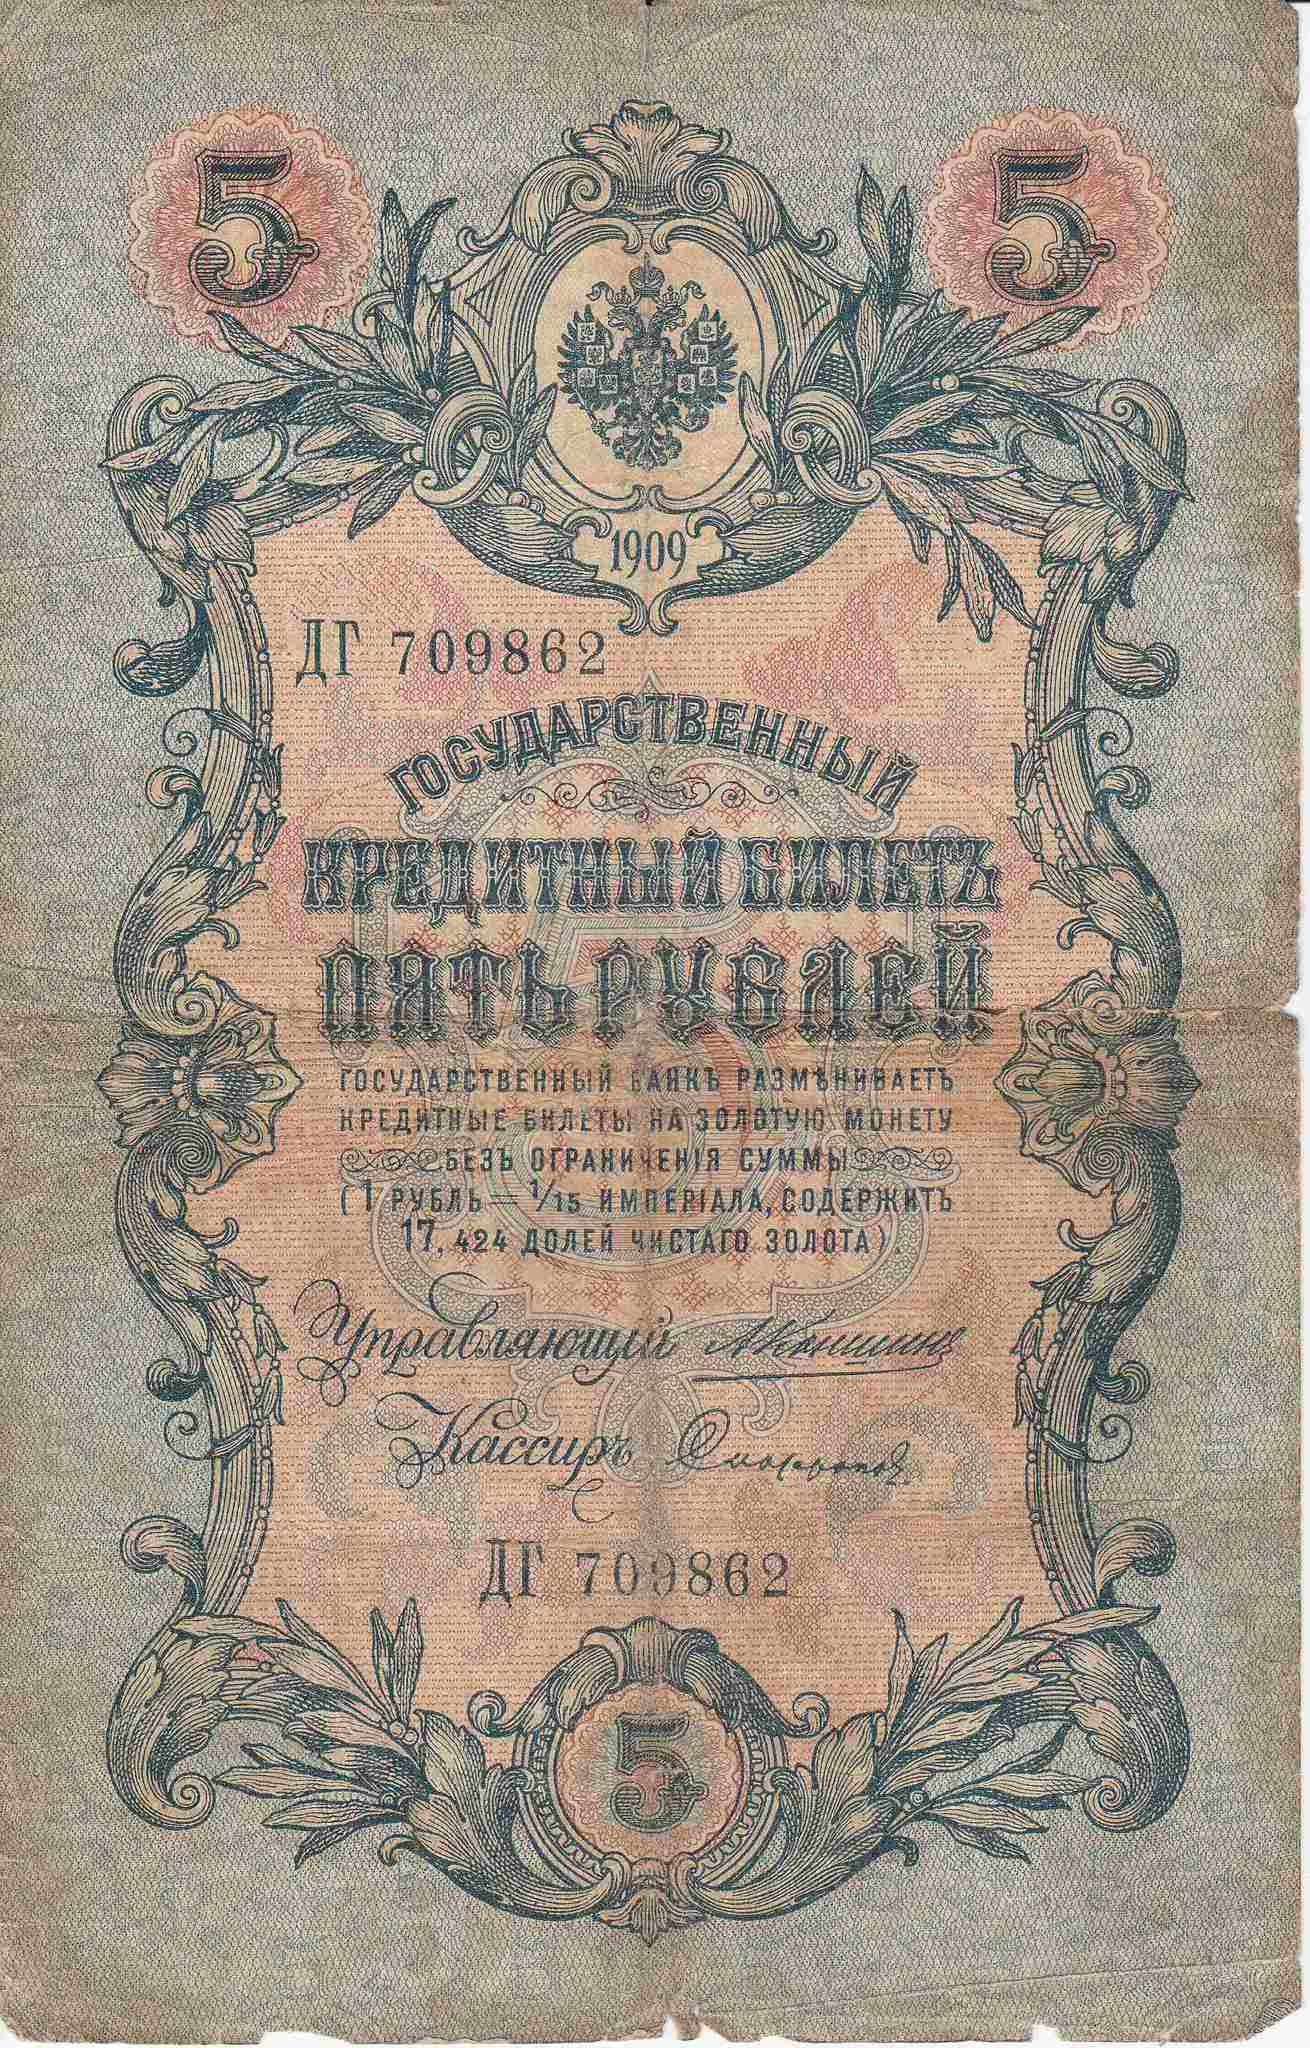 5 5
1909
ДГ 709862
ГОСУДАРСТВЕННЫЙ
КРЕДИТНЫЙ БИЛЕТЪ
ПЯТЬ РУБЛЕЙ
ГОСУДАРСТВЕННЫЙ БАНКЪ РАЗМѢНИВАЕТЪ
КРЕДИТНЫЕ БИЛЕТЫ НА ЗОЛОТУЮ МОНЕТУ
БЕЗЪ ОГРАНИЧЕНІЯ СУММЫ
(1 РУБЛЬ = 1/15 ИМПЕРІАЛА, СОДЕРЖИТЪ
17,424 ДОЛЕЙ ЧИСТАГО ЗОЛОТА).
Управляющій АКоншинъ
Кассиръ
ДГ 709862
5